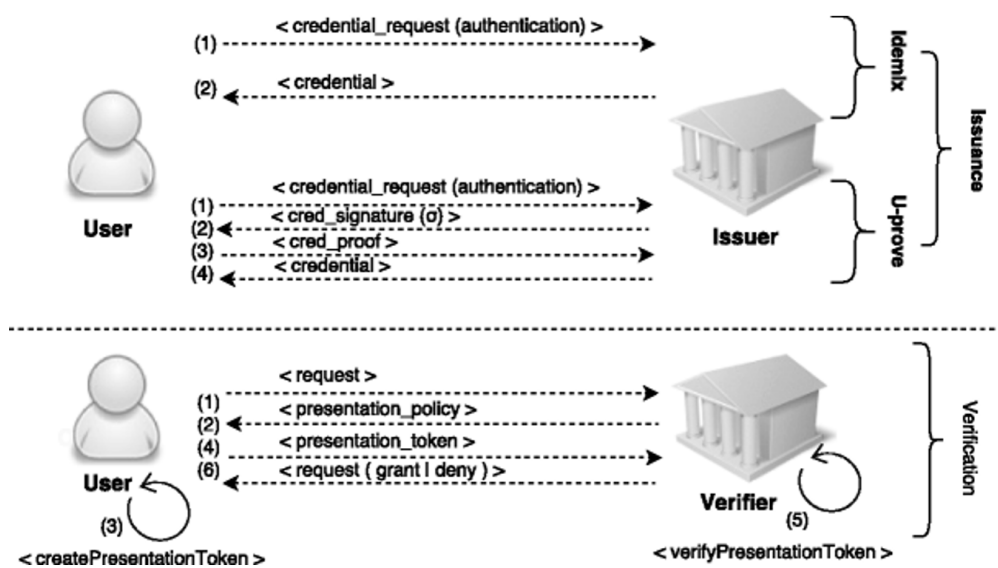 < credential_request (authentication) >
(1)
< credential >
(2)
Idemix
Issuance
User
Issuer
< credential_request (authentication) >
(1)
< cred_signature {σ} >
(2)
< cred_proof >
(3)
< credential >
(4)
U-prove
< request >
(1)
< presentation_policy >
(2)
< presentation_token >
(4)
< request ( grant | deny ) >
(6)
User
(3)
< createPresentationToken >
Verifier
(5)
< verifyPresentationToken >
Verification